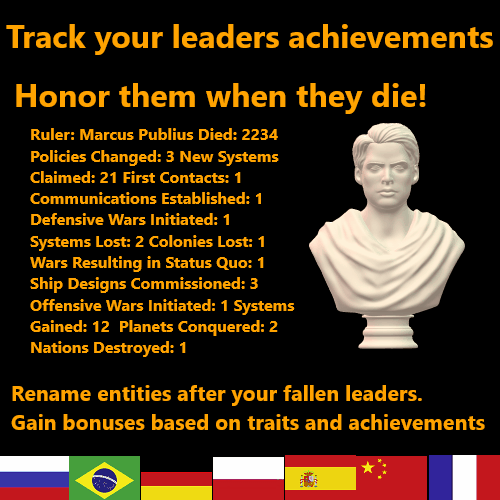 Track your leaders achievements
Honor them when they die!
Ruler: Marcus Publius Died: 2234
Policies Changed: 3 New Systems
Claimed: 21 First Contacts: 1
Communications Established: 1
Defensive Wars Initiated: 1
Systems Lost: 2 Colonies Lost: 1
Wars Resulting in Status Quo: 1
Ship Designs Commissioned: 3
Offensive Wars Initiated: 1 Systems
Gained: 12  Planets Conquered: 2
Nations Destroyed: 1
Rename entities after your fallen leaders.
Gain bonuses based on traits and achievements